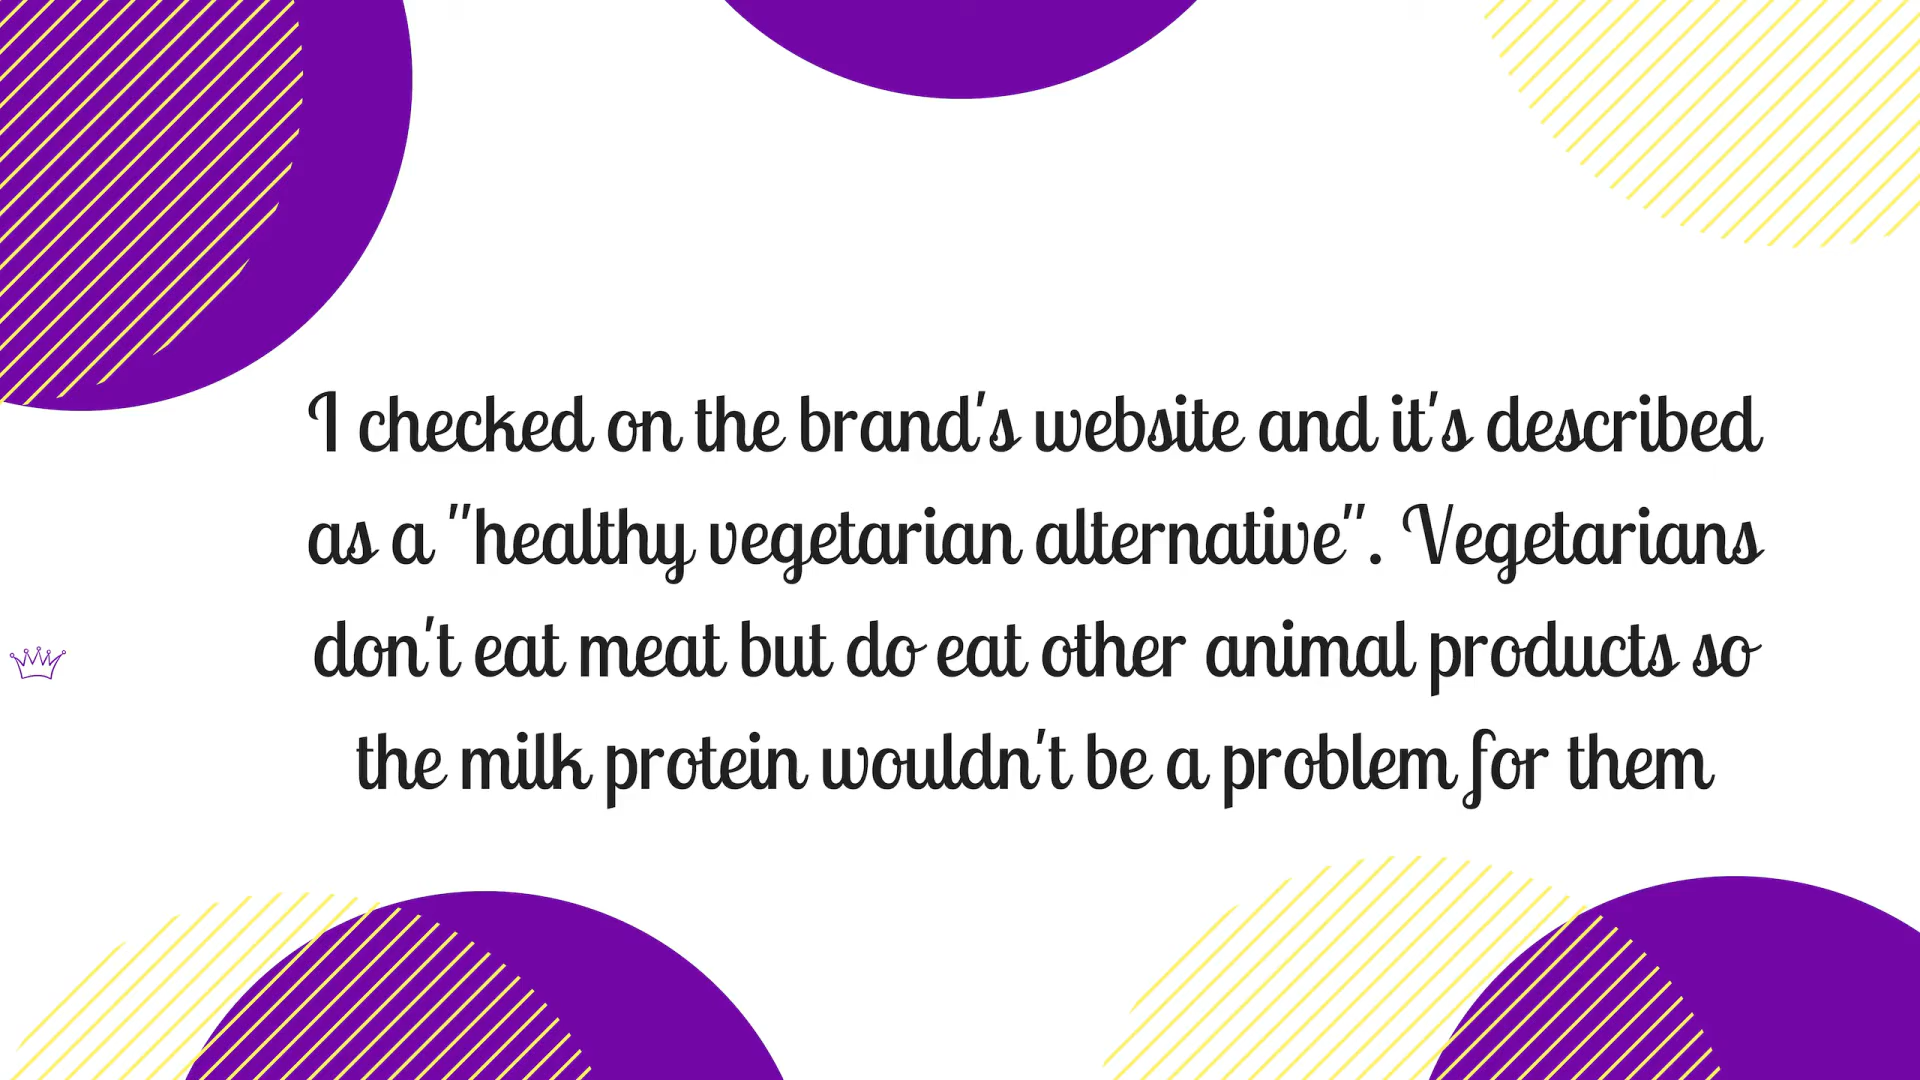 I checked on the brand's website and it's described
as a "healthy vegetarian alternative". Vegetarians
don't eat meat but do eat other animal products so
the milk protein wouldn't be a problem for them